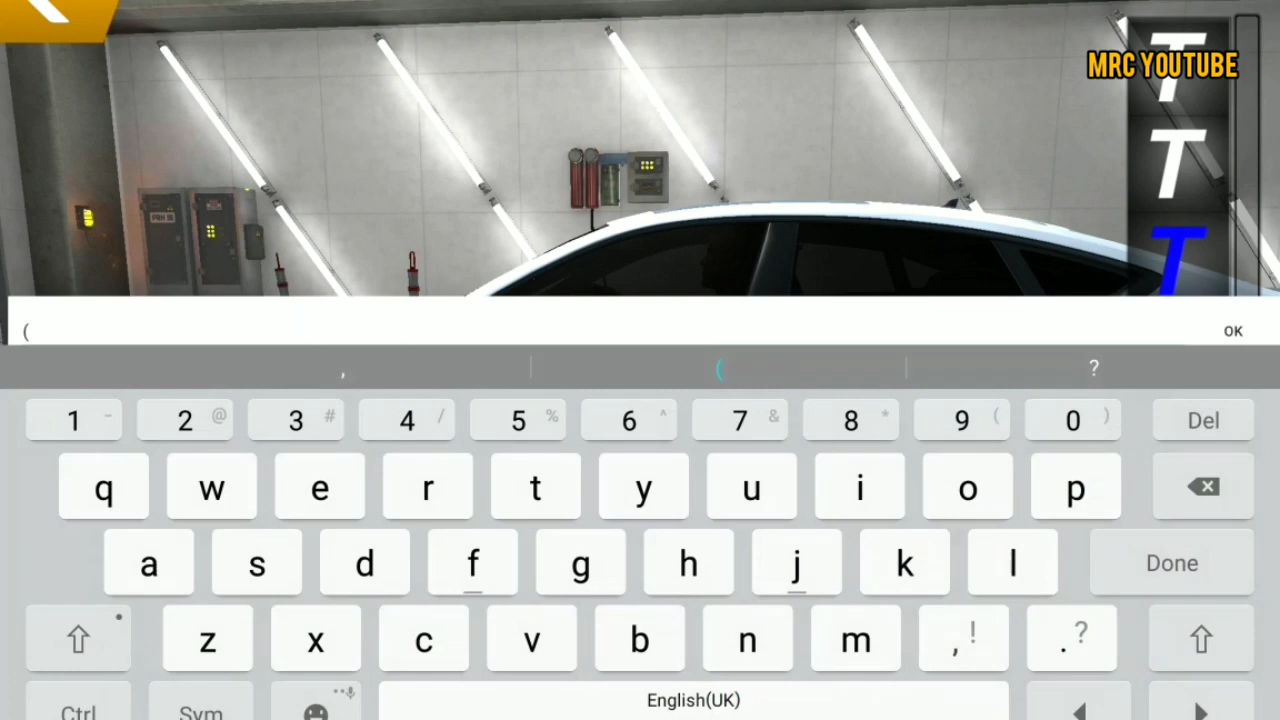 T
MRC YOUTUBE
T
T
(
OK
, ( ?
1 - 2 @ 3 # 4 / 5 % 6 ^ 7 & 8 * 9 ( 0 ) Del
q w e r t y u i o p
a s d f g h j k l Done
z x c v b n m , ! . ?
Ctrl Sym English(UK)